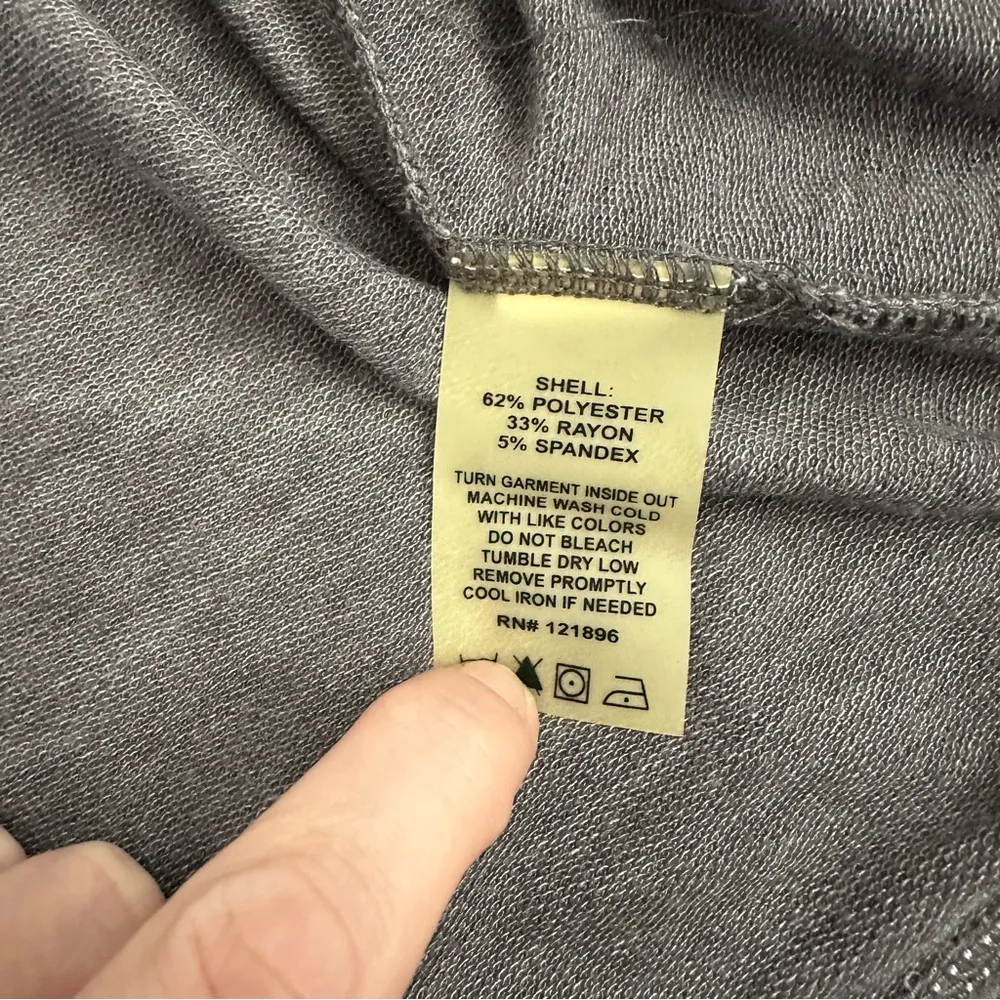 SHELL:
62% POLYESTER
33% RAYON
5% SPANDEX
TURN GARMENT INSIDE OUT
MACHINE WASH COLD
WITH LIKE COLORS
DO NOT BLEACH
TUMBLE DRY LOW
REMOVE PROMPTLY
COOL IRON IF NEEDED
RN# 121896